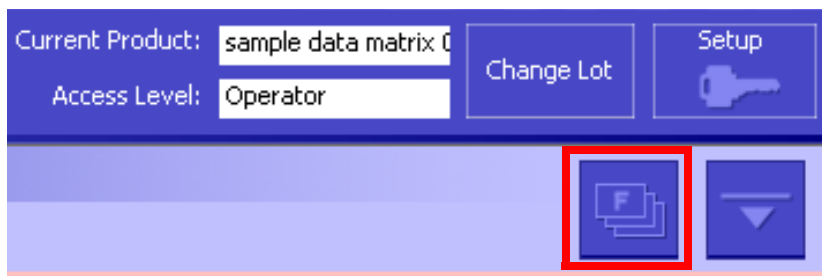 Current Product: sample data matrix
Change Lot
Setup
Access Level: Operator
F